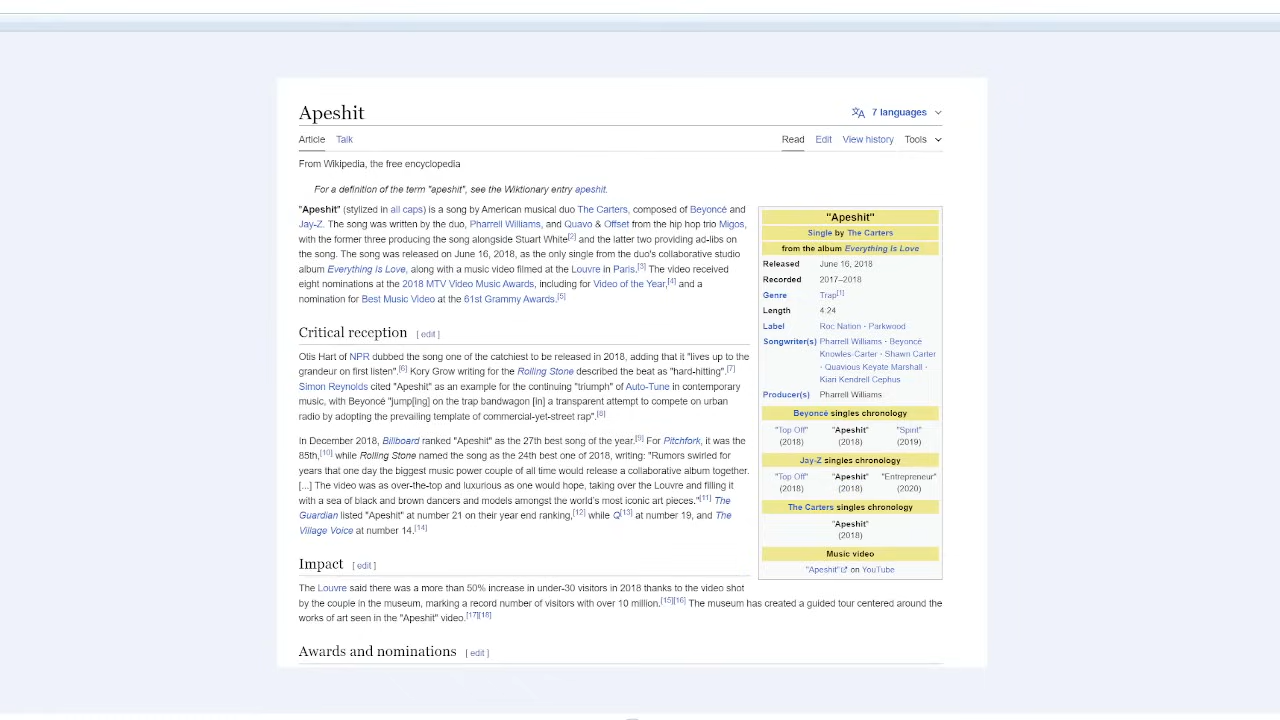 Apeshit
7 languages
Article Talk Read Edit View history Tools
From Wikipedia, the free encyclopedia
For a definition of the term "apeshit", see the Wiktionary entry apeshit.
"Apeshit" (stylized in all caps) is a song by American musical duo The Carters, composed of Beyoncé and
Jay-Z. The song was written by the duo, Pharrell Williams, and Quavo & Offset from the hip hop trio Migos,
with the former three producing the song alongside Stuart White[2] and the latter two providing ad-libs on
the song. The song was released on June 16, 2018, as the only single from the duo's collaborative studio
album Everything Is Love, along with a music video filmed at the Louvre in Paris.[3] The video received
eight nominations at the 2018 MTV Video Music Awards, including for Video of the Year,[4] and a
nomination for Best Music Video at the 61st Grammy Awards.[5]
Critical reception [ edit ]
Otis Hart of NPR dubbed the song one of the catchiest to be released in 2018, adding that it "lives up to the
grandeur on first listen".[6] Kory Grow writing for the Rolling Stone described the beat as "hard-hitting".[7]
Simon Reynolds cited "Apeshit" as an example for the continuing "triumph" of Auto-Tune in contemporary
music, with Beyoncé "jump[ing] on the trap bandwagon [in] a transparent attempt to compete on urban
radio by adopting the prevailing template of commercial-yet-street rap".[8]
In December 2018, Billboard ranked "Apeshit" as the 27th best song of the year.[9] For Pitchfork, it was the
85th,[10] while Rolling Stone named the song as the 24th best one of 2018, writing: "Rumors swirled for
years that one day the biggest music power couple of all time would release a collaborative album together.
[...] The video was as over-the-top and luxurious as one would hope, taking over the Louvre and filling it
with a sea of black and brown dancers and models amongst the world's most iconic art pieces."[11] The
Guardian listed "Apeshit" at number 21 on their year end ranking,[12] while Q[13] at number 19, and The
Village Voice at number 14.[14]
Impact [ edit ]
The Louvre said there was a more than 50% increase in under-30 visitors in 2018 thanks to the video shot
by the couple in the museum, marking a record number of visitors with over 10 million.[15][16] The museum has created a guided tour centered around the
works of art seen in the "Apeshit" video.[17][18]
Awards and nominations [ edit ]
"Apeshit"
Single by The Carters
from the album Everything Is Love
Released June 16, 2018
Recorded 2017–2018
Genre Trap[1]
Length 4:24
Label Roc Nation · Parkwood
Songwriter(s) Pharrell Williams · Beyoncé
Knowles-Carter · Shawn Carter
· Quavious Keyate Marshall ·
Kiari Kendrell Cephus
Producer(s) Pharrell Williams
Beyoncé singles chronology
"Top Off" "Apeshit" "Spirit"
(2018) (2018) (2019)
Jay-Z singles chronology
"Top Off" "Apeshit" "Entrepreneur"
(2018) (2018) (2020)
The Carters singles chronology
"Apeshit"
(2018)
Music video
"Apeshit" on YouTube